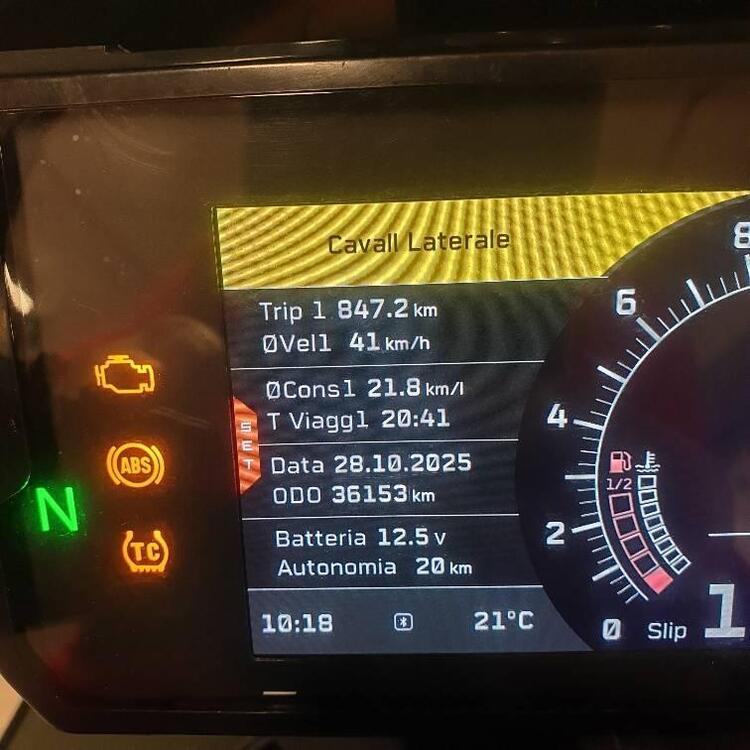 Cavall Laterale
Trip 1 847.2 km
ØVel1 41 km/h
ØCons1 21.8 km/l
T Viagg1 20:41
SET
Data 28.10.2025
ODO 36153 km
Batteria 12.5 V
Autonomia 20 km
10:18 21°C
N
ABS
TC
8
6
4
2
0
1/2
Slip 1